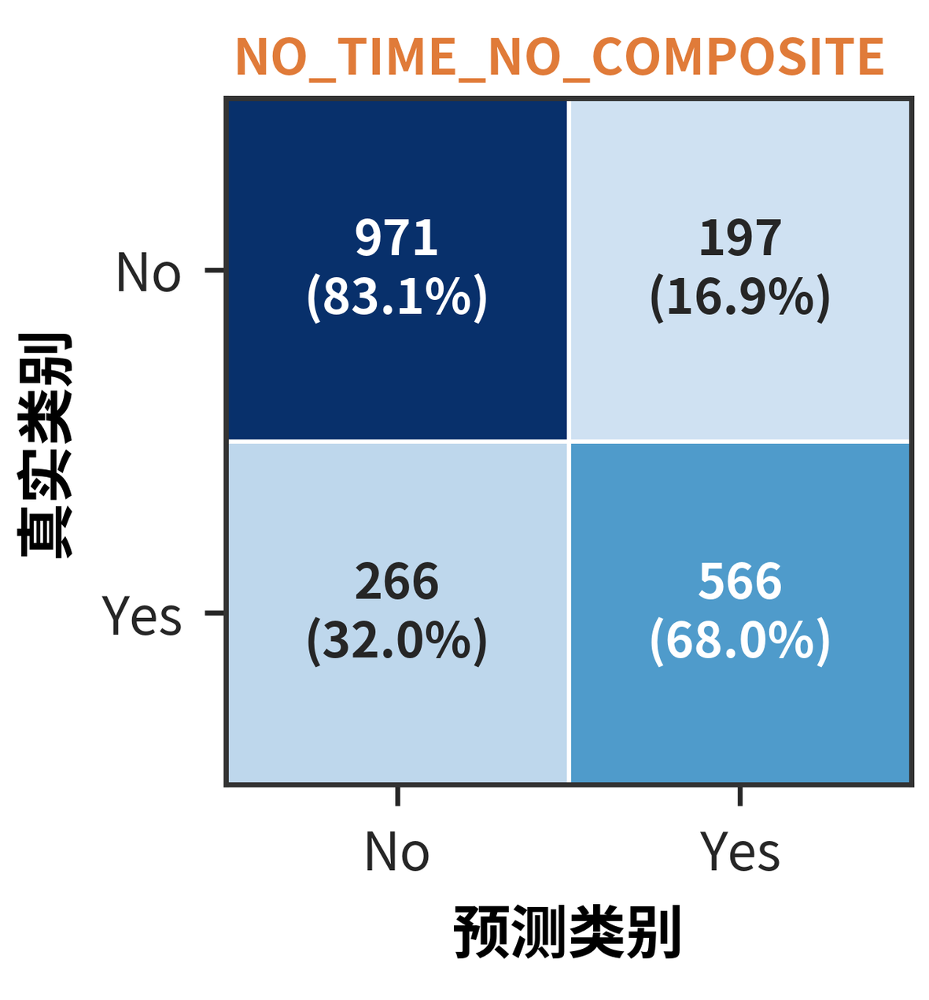 NO_TIME_NO_COMPOSITE
真实类别
No
971
(83.1%)
197
(16.9%)
Yes
266
(32.0%)
566
(68.0%)
No
Yes
预测类别